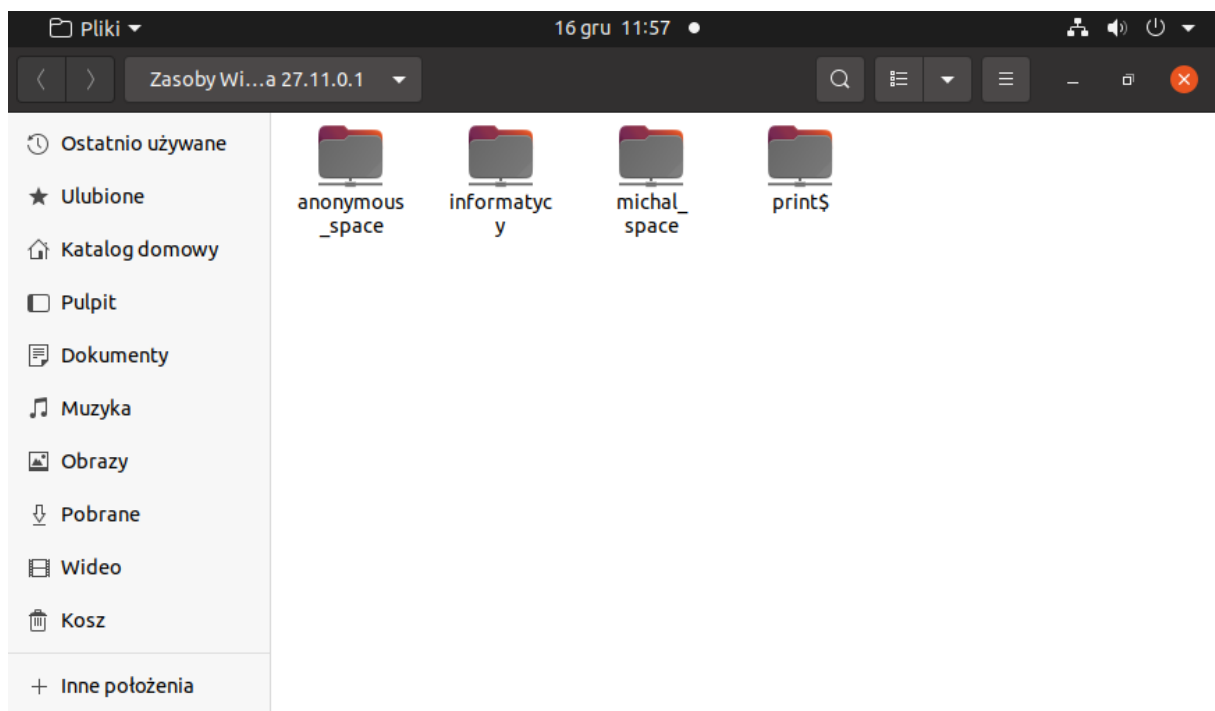 Pliki
16 gru 11:57
Zasoby Wi…a 27.11.0.1
Ostatnio używane
Ulubione
Katalog domowy
Pulpit
Dokumenty
Muzyka
Obrazy
Pobrane
Wideo
Kosz
Inne położenia
anonymous
_space
informatyc
y
michal_
space
print$